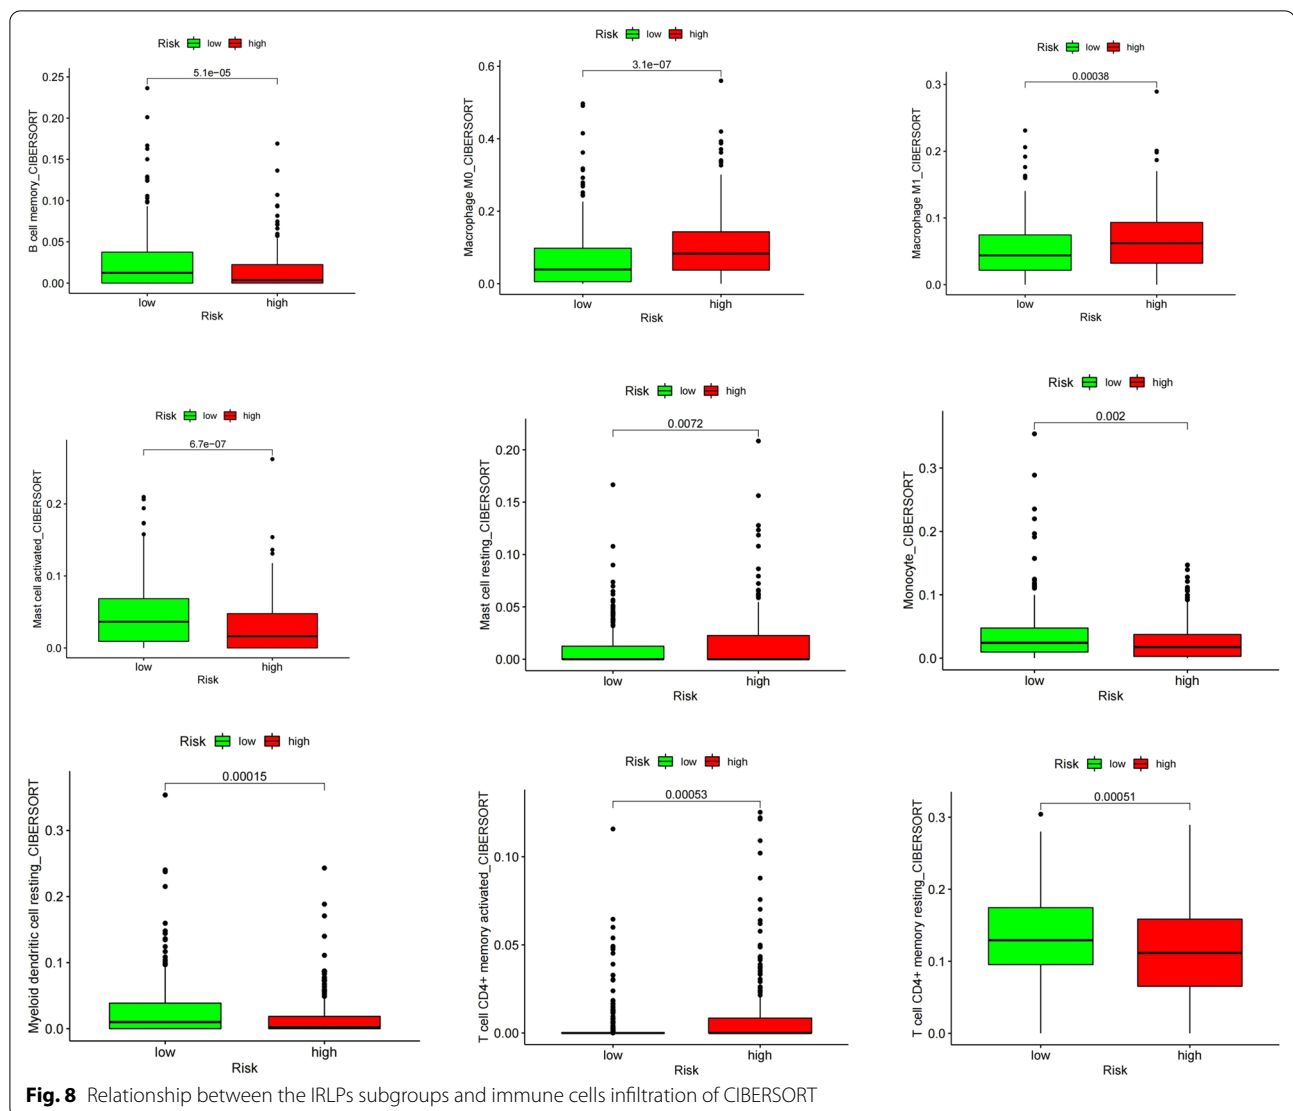 Risk low high
5.1e−05
B cell memory_CIBERSORT
0.25
0.20
0.15
0.10
0.05
0.00
low high
Risk
Risk low high
3.1e−07
Macrophage M0_CIBERSORT
0.6
0.4
0.2
0.0
low high
Risk
Risk low high
0.00038
Macrophage M1_CIBERSORT
0.3
0.2
0.1
0.0
low high
Risk
Risk low high
6.7e−07
Mast cell activated_CIBERSORT
0.2
0.1
0.0
low high
Risk
Risk low high
0.0072
Mast cell resting_CIBERSORT
0.20
0.15
0.10
0.05
0.00
low high
Risk
Risk low high
0.002
Monocyte_CIBERSORT
0.3
0.2
0.1
0.0
low high
Risk
Risk low high
0.00015
Myeloid dendritic cell resting_CIBERSORT
0.3
0.2
0.1
0.0
low high
Risk
Risk low high
0.00053
T cell CD4+ memory activated_CIBERSORT
0.10
0.05
0.00
low high
Risk
Risk low high
0.00051
T cell CD4+ memory resting_CIBERSORT
0.3
0.2
0.1
0.0
low high
Risk
Fig. 8 Relationship between the IRLPs subgroups and immune cells infiltration of CIBERSORT